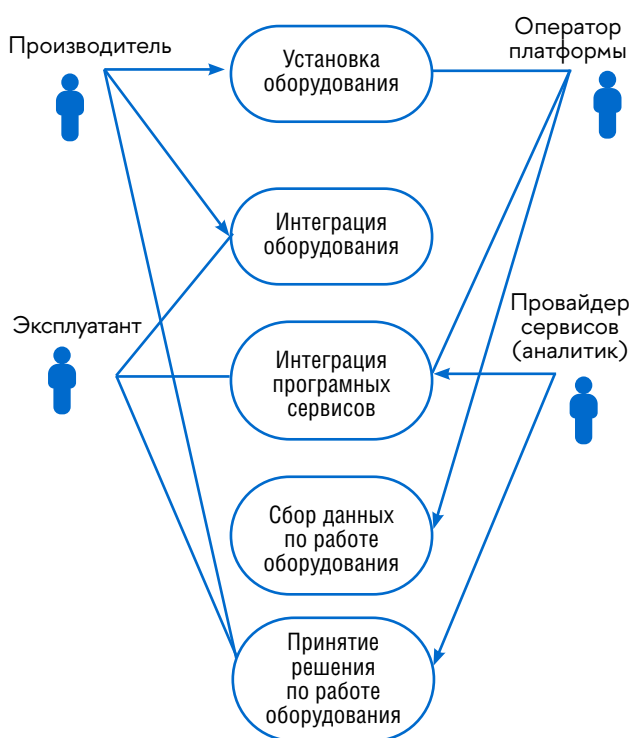 Производитель
Установка
оборудования
Оператор
платформы
Интеграция
оборудования
Эксплуатант
Интеграция
програмных
сервисов
Провайдер
сервисов
(аналитик)
Сбор данных
по работе
оборудования
Принятие
решения
по работе
оборудования